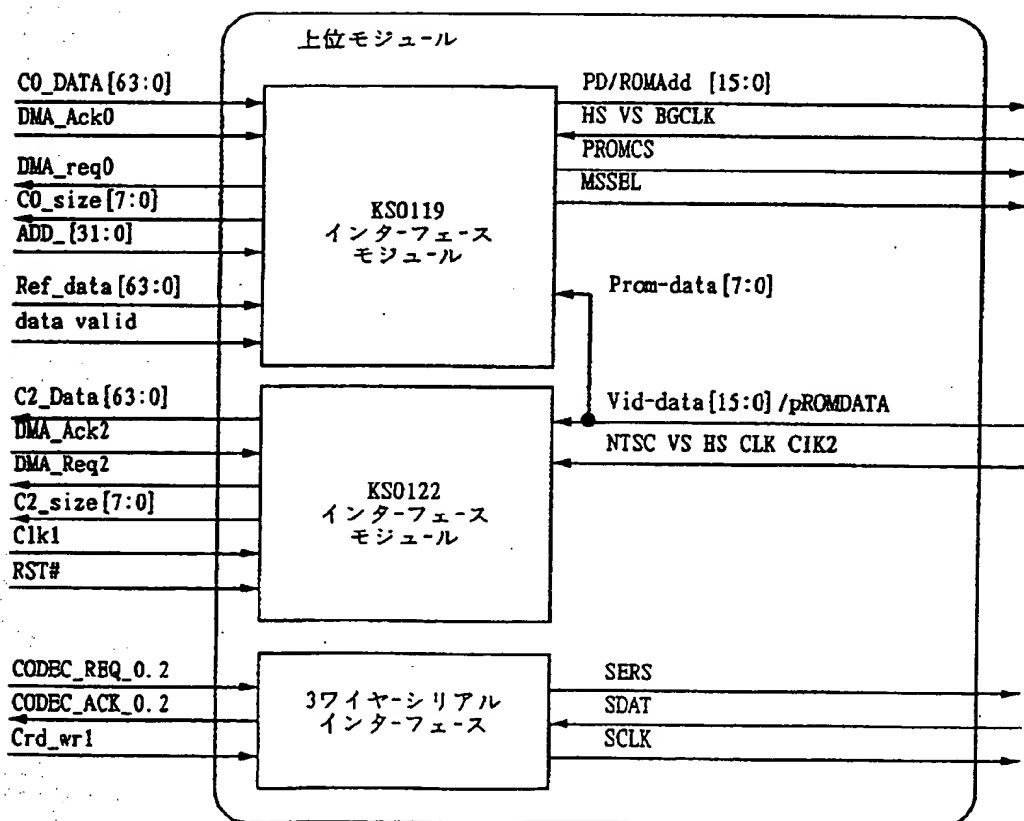 上位モジュール
C0_DATA[63:0]
DMA_Ack0
DMA_req0
C0_size[7:0]
ADD_[31:0]
Ref_data[63:0]
data valid
KS0119
インターフェース
モジュール
PD/ROMAdd [15:0]
HS VS BGCLK
PROMCS
MSSEL
Prom-data[7:0]
C2_Data[63:0]
DMA_Ack2
DMA_Req2
C2_size[7:0]
Clk1
RST#
KS0122
インターフェース
モジュール
Vid-data[15:0]/pROMDATA
NTSC VS HS CLK ClK2
CODEC_REQ_0.2
CODEC_ACK_0.2
Crd_wr1
3ワイヤーシリアル
インターフェース
SERS
SDAT
SCLK